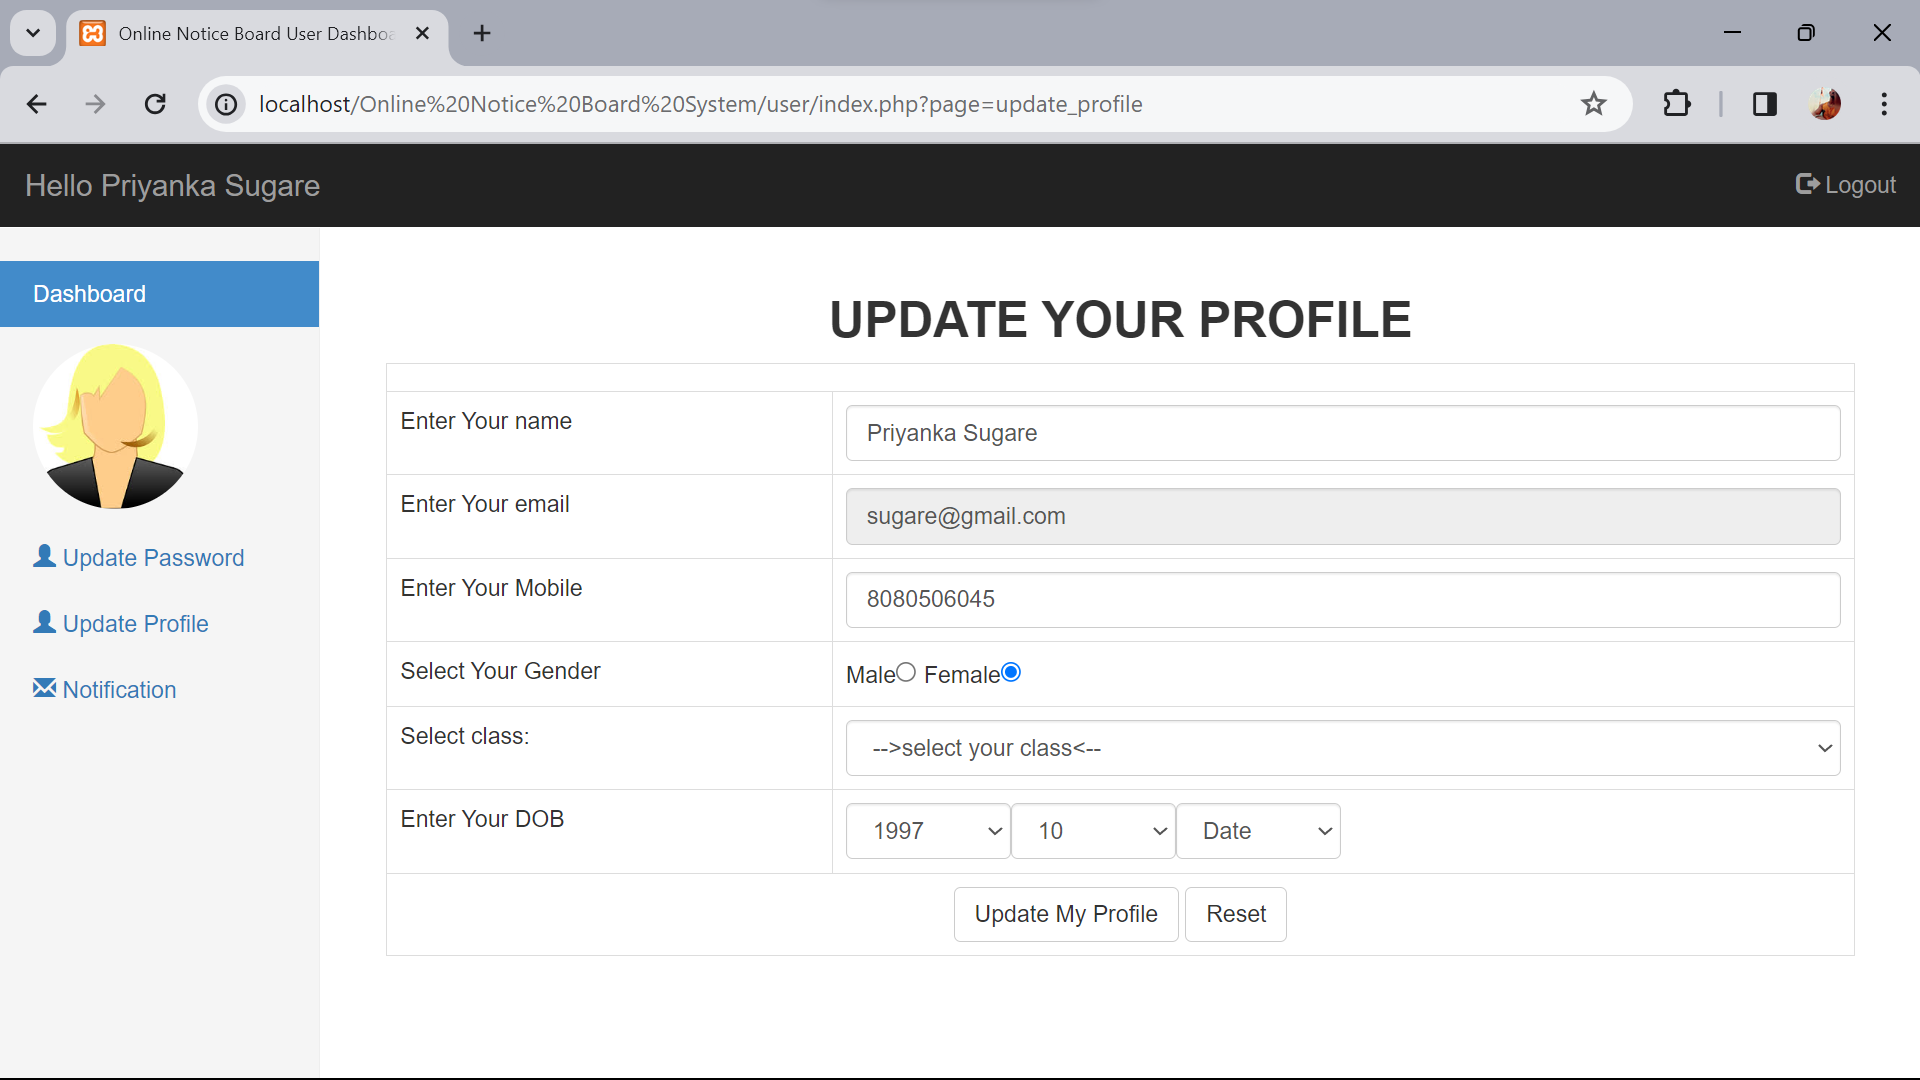 Online Notice Board User Dashboa
localhost/Online%20Notice%20Board%20System/user/index.php?page=update_profile
Hello Priyanka Sugare
Logout
Dashboard
UPDATE YOUR PROFILE
Enter Your name
Priyanka Sugare
Enter Your email
sugare@gmail.com
Update Password
Enter Your Mobile
8080506045
Update Profile
Select Your Gender
Male Female
Notification
Select class:
-->select your class<--
Enter Your DOB
1997 10 Date
Update My Profile Reset